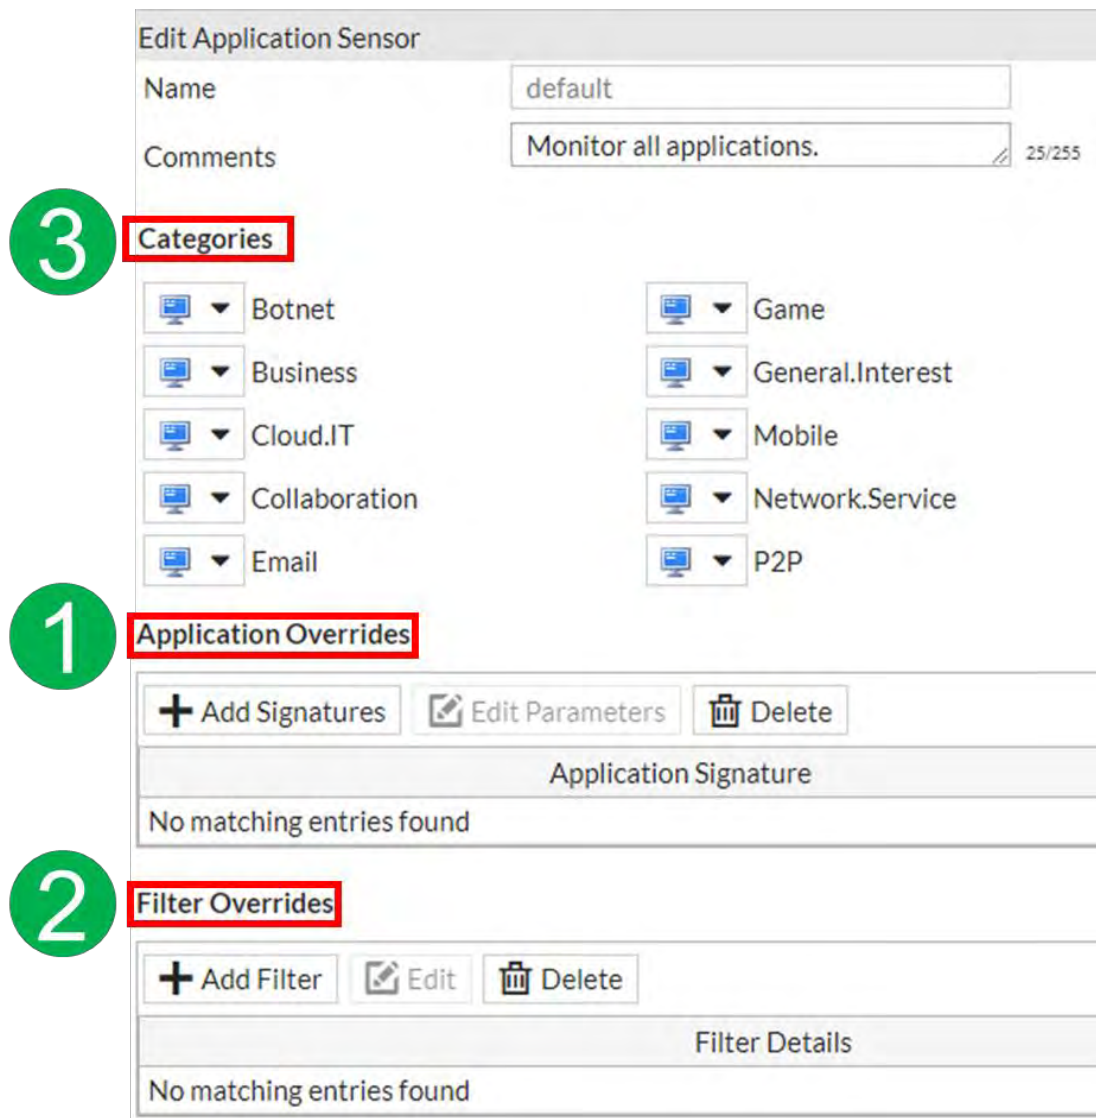 Edit Application Sensor
Name default
Comments Monitor all applications. 25/255
3 Categories
Botnet Game
Business General.Interest
Cloud.IT Mobile
Collaboration Network.Service
Email P2P
1 Application Overrides
Add Signatures Edit Parameters Delete
Application Signature
No matching entries found
2 Filter Overrides
Add Filter Edit Delete
Filter Details
No matching entries found